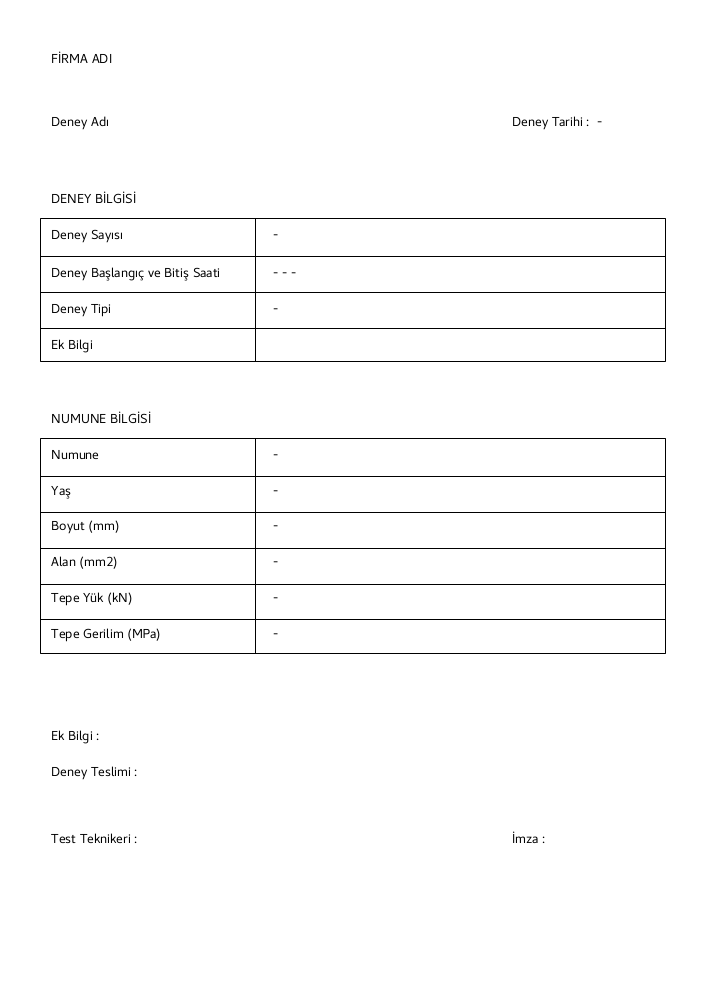 FİRMA ADI
Deney Adı Deney Tarihi : -
DENEY BİLGİSİ
Deney Sayısı -
Deney Başlangıç ve Bitiş Saati - - -
Deney Tipi -
Ek Bilgi
NUMUNE BİLGİSİ
Numune -
Yaş -
Boyut (mm) -
Alan (mm2) -
Tepe Yük (kN) -
Tepe Gerilim (MPa) -
Ek Bilgi :
Deney Teslimi :
Test Teknikeri : İmza :